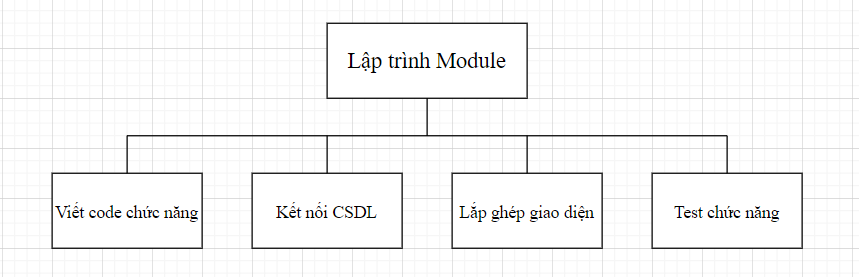 Lập trình Module
Viết code chức năng
Kết nối CSDL
Lắp ghép giao diện
Test chức năng